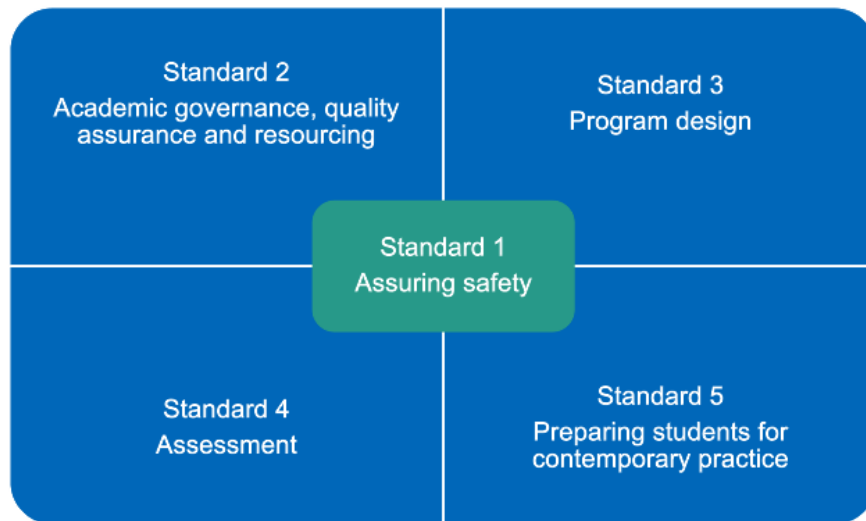 Standard 2
Academic governance, quality
assurance and resourcing
Standard 3
Program design
Standard 1
Assuring safety
Standard 4
Assessment
Standard 5
Preparing students for
contemporary practice